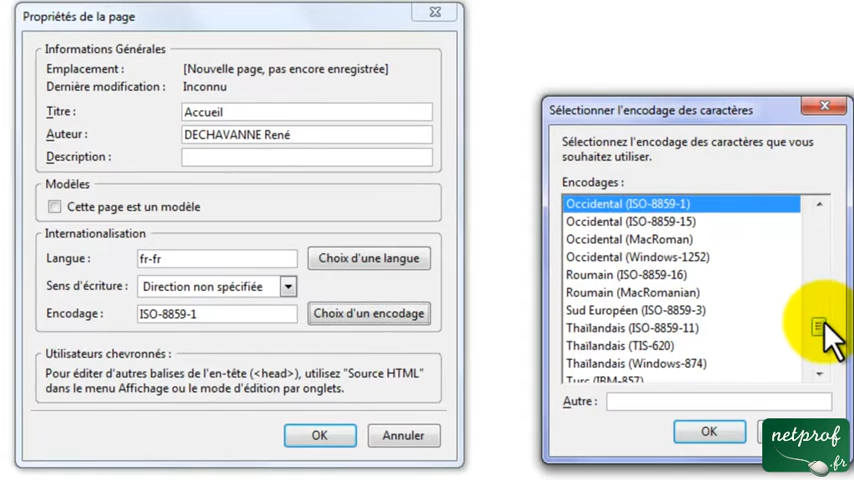 Propriétés de la page
Informations Générales
Emplacement : [Nouvelle page, pas encore enregistrée]
Dernière modification : Inconnu
Titre : Accueil
Auteur : DECHAVANNE René
Description :
Modèles
Cette page est un modèle
Internationalisation
Langue : fr-fr Choix d'une langue
Sens d'écriture : Direction non spécifiée
Encodage : ISO-8859-1 Choix d'un encodage
Utilisateurs chevronnés :
Pour éditer d'autres balises de l'en-tête (<head>), utilisez "Source HTML"
dans le menu Affichage ou le mode d'édition par onglets.
OK Annuler
Sélectionner l'encodage des caractères
Sélectionnez l'encodage des caractères que vous
souhaitez utiliser.
Encodages :
Occidental (ISO-8859-1)
Occidental (ISO-8859-15)
Occidental (MacRoman)
Occidental (Windows-1252)
Roumain (ISO-8859-16)
Roumain (MacRomanian)
Sud Européen (ISO-8859-3)
Thaïlandais (ISO-8859-11)
Thaïlandais (TIS-620)
Thaïlandais (Windows-874)
Turc (IBM-857)
Autre :
OK
netprof
.fr